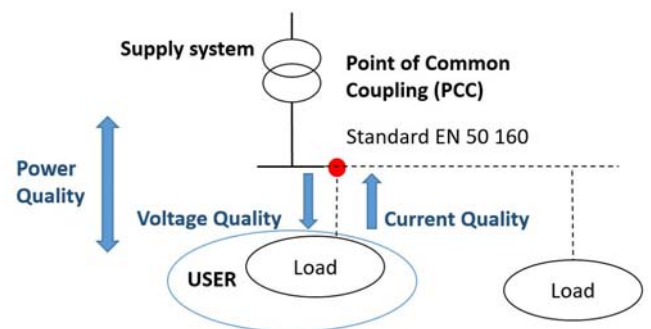 Supply system
Point of Common
Coupling (PCC)
Standard EN 50 160
Power
Quality
Voltage Quality
Current Quality
USER
Load
Load